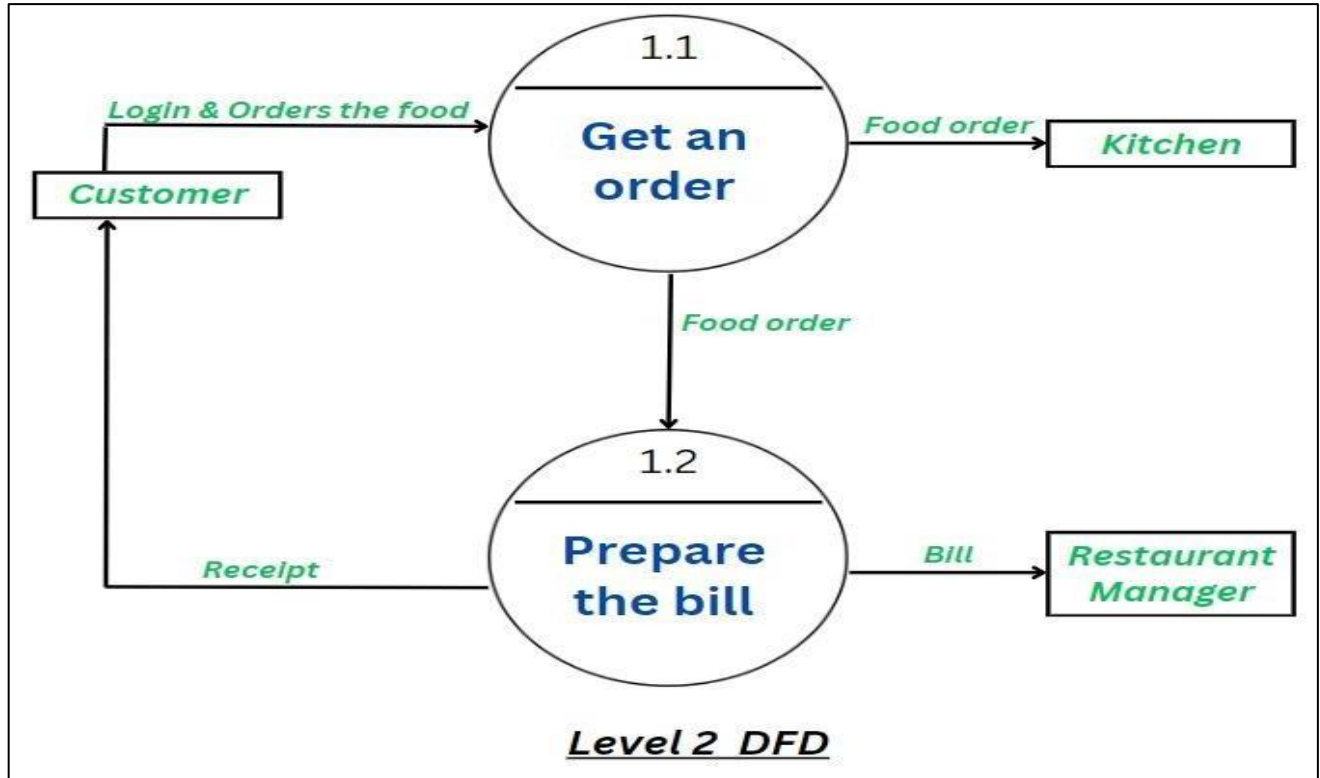 1.1
Login & Orders the food
Get an
order
Food order
Kitchen
Customer
Food order
1.2
Prepare
the bill
Receipt
Bill
Restaurant
Manager
Level 2 DFD